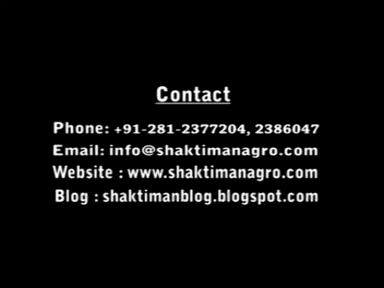 Contact
Phone: +91-281-2377204, 2386047
Email: info@shaktimanagro.com
Website : www.shaktimanagro.com
Blog : shaktimanblog.blogspot.com